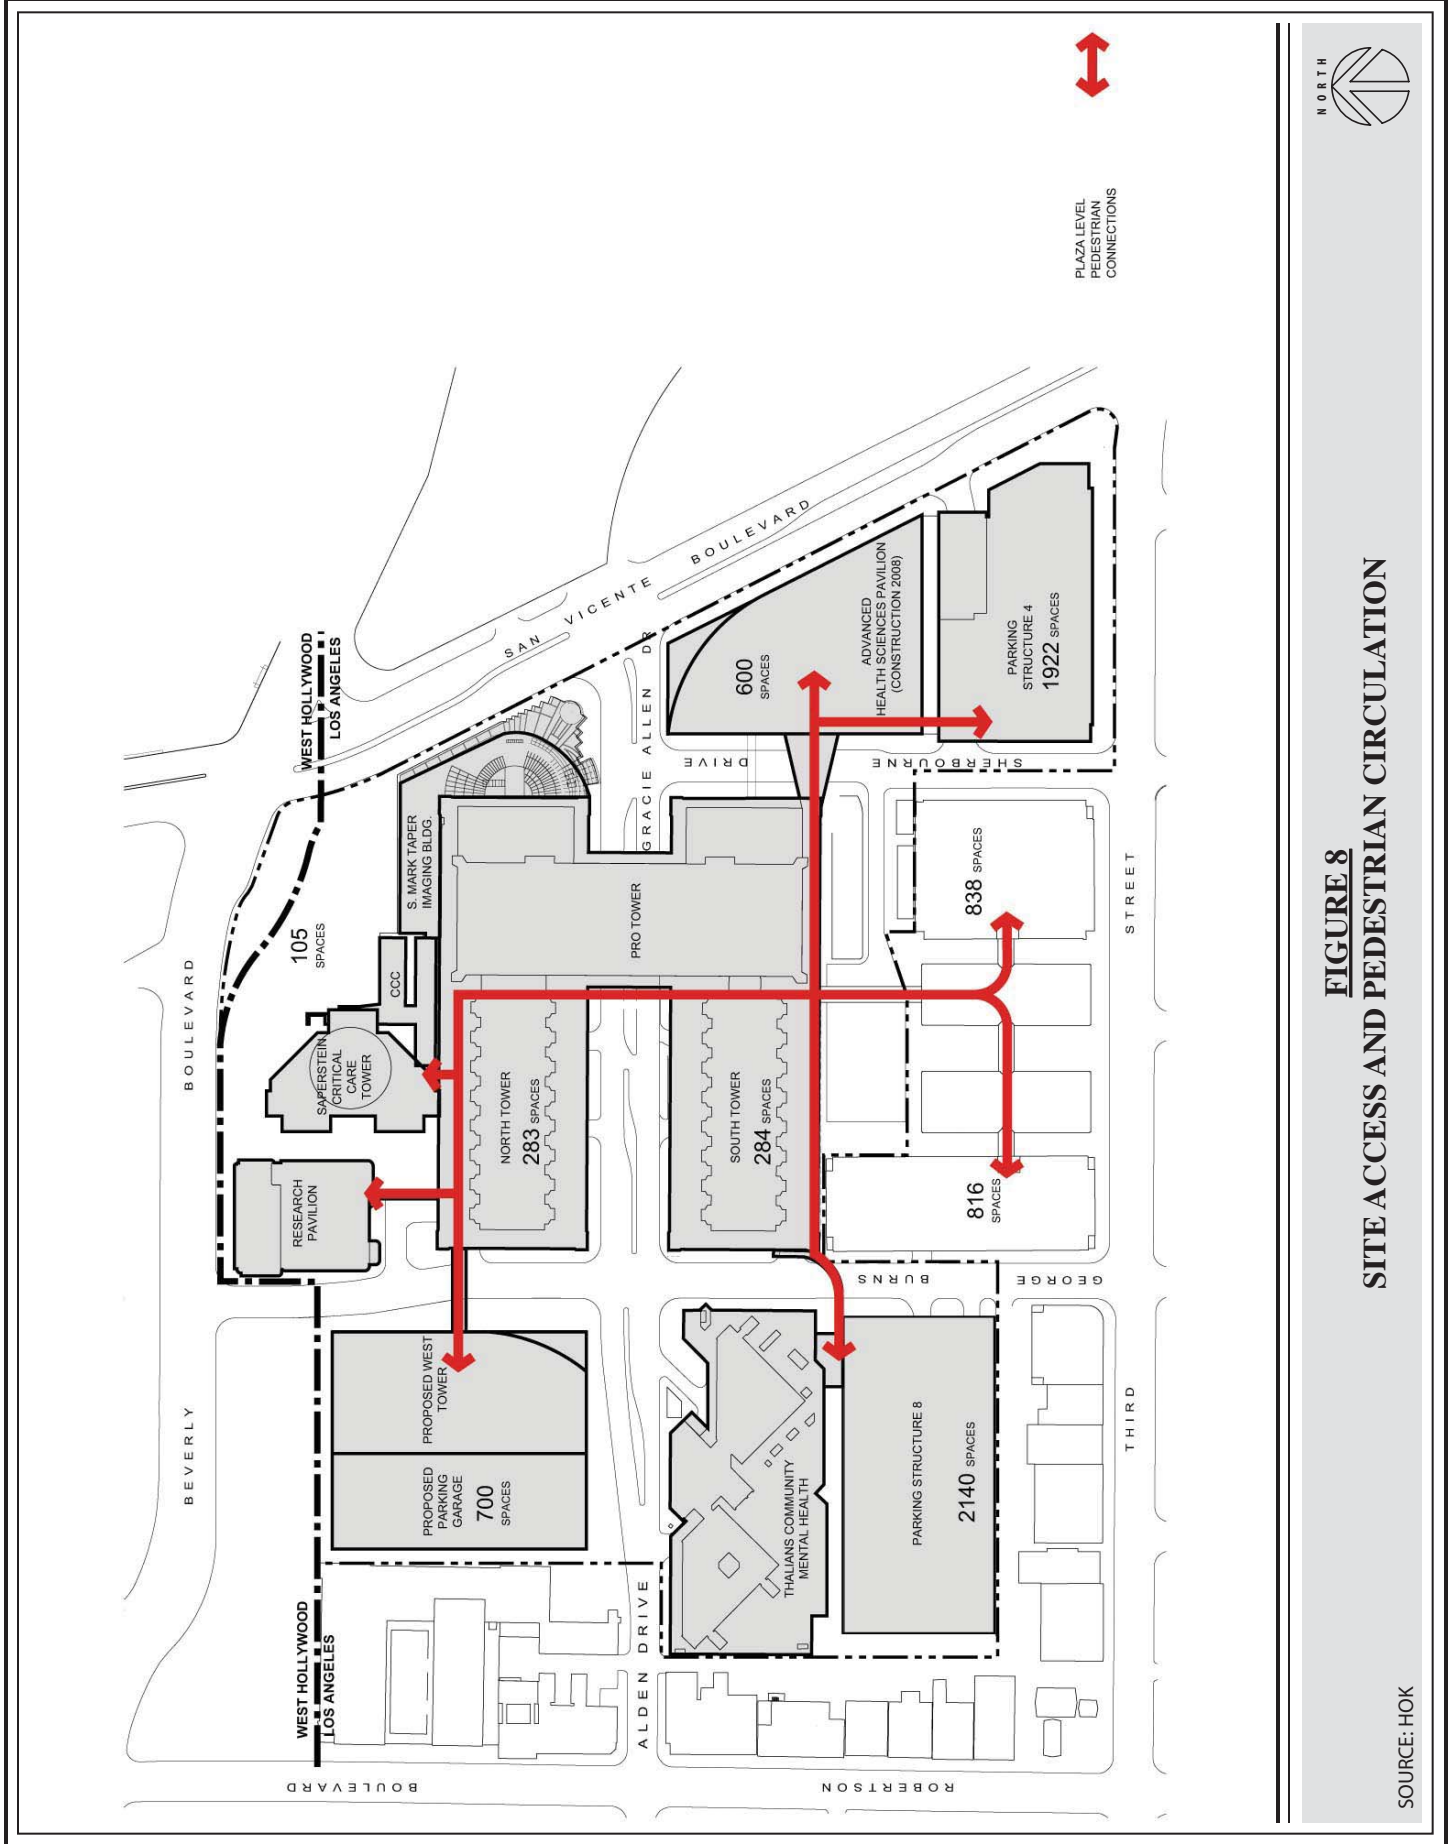 WEST HOLLYWOOD
LOS ANGELES
WEST HOLLYWOOD
LOS ANGELES
BEVERLY
BOULEVARD
SAN VICENTE BOULEVARD
ROBERTSON
BOULEVARD
ALDEN DRIVE
GRACIE ALLEN DR
GEORGE
BURNS
SHERBOURNE
DRIVE
THIRD
STREET
RESEARCH
PAVILION
SAPERSTEIN
CRITICAL
CARE
TOWER
CCC
105
SPACES
S. MARK TAPER
IMAGING BLDG.
PROPOSED
PARKING
GARAGE
700
SPACES
PROPOSED WEST
TOWER
NORTH TOWER
283 SPACES
PRO TOWER
SOUTH TOWER
284 SPACES
600
SPACES
ADVANCED
HEALTH SCIENCES PAVILION
(CONSTRUCTION 2008)
THALIANS COMMUNITY
MENTAL HEALTH
PARKING STRUCTURE 8
2140 SPACES
816
SPACES
838 SPACES
PARKING
STRUCTURE 4
1922 SPACES
PLAZA LEVEL
PEDESTRIAN
CONNECTIONS
NORTH
FIGURE 8
SITE ACCESS AND PEDESTRIAN CIRCULATION
SOURCE: HOK